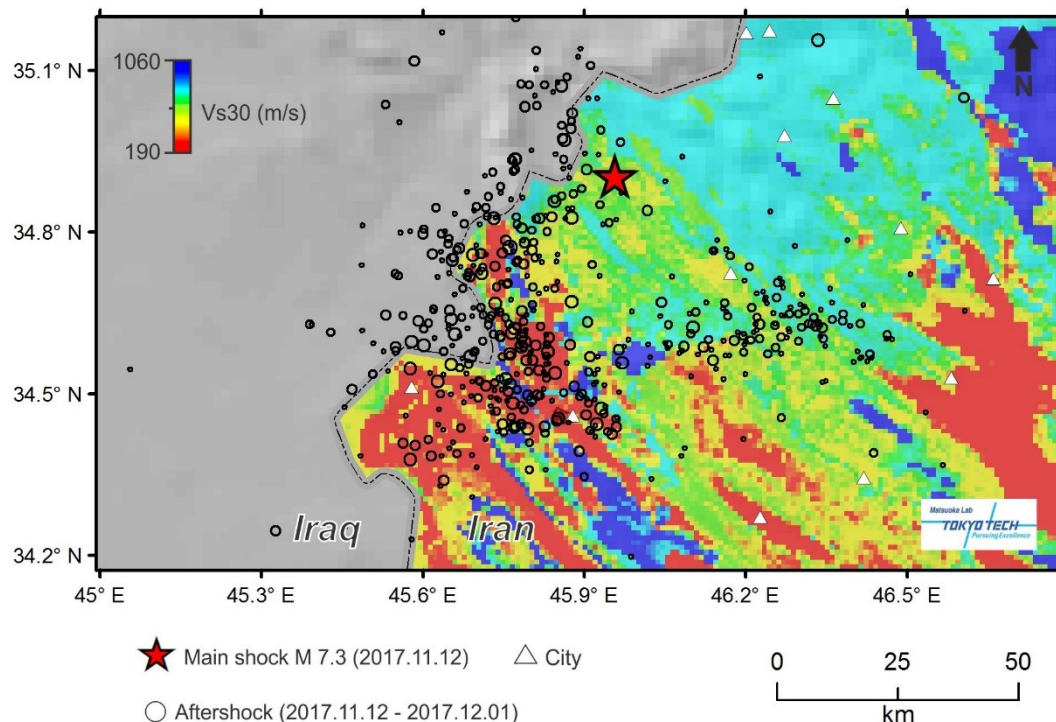 35.1° N
34.8° N
34.5° N
34.2° N
1060
Vs30 (m/s)
190
N
Iraq
Iran
Matsuoka Lab
TOKYO TECH
Pursuing Excellence
45° E
45.3° E
45.6° E
45.9° E
46.2° E
46.5° E
Main shock M 7.3 (2017.11.12)
City
Aftershock (2017.11.12 - 2017.12.01)
0
25
50
km